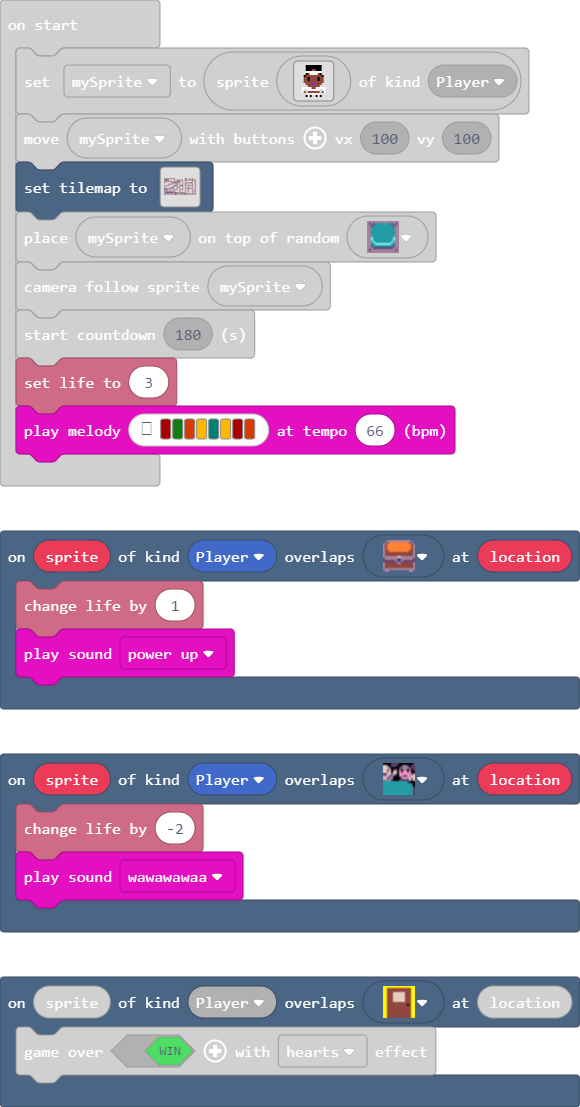 on start
set mySprite to sprite of kind Player
move mySprite with buttons vx 100 vy 100
set tilemap to
place mySprite on top of random
camera follow sprite mySprite
start countdown 180 (s)
set life to 3
play melody at tempo 66 (bpm)
on sprite of kind Player overlaps at location
change life by 1
play sound power up
on sprite of kind Player overlaps at location
change life by -2
play sound wawawawaa
on sprite of kind Player overlaps at location
game over WIN with hearts effect